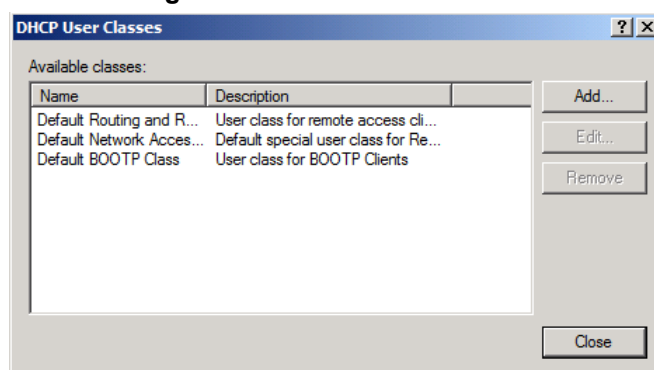 DHCP User Classes
Available classes:
Name Description
Default Routing and R... User class for remote access cli...
Default Network Acces... Default special user class for Re...
Default BOOTP Class User class for BOOTP Clients
Add...
Edit...
Remove
Close